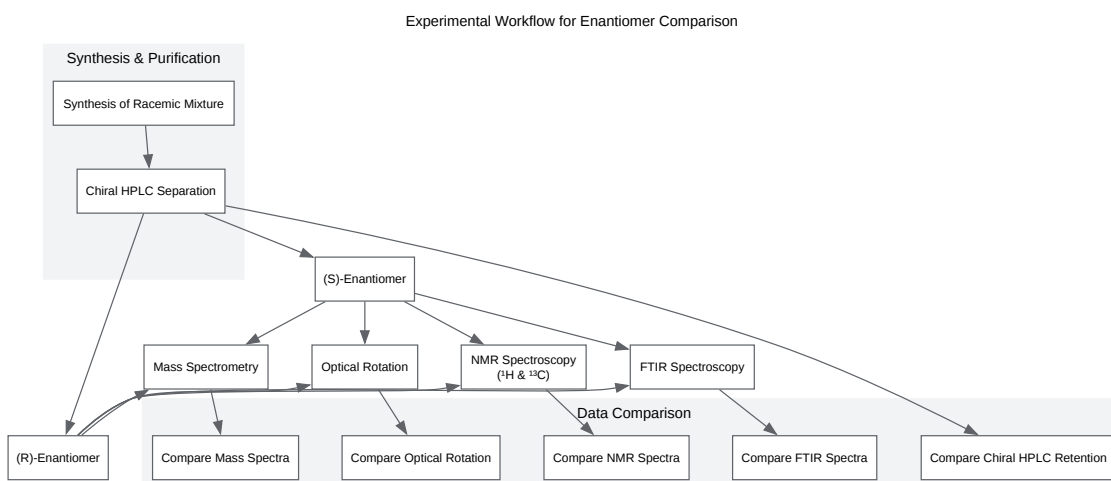 Experimental Workflow for Enantiomer Comparison
Synthesis & Purification
Synthesis of Racemic Mixture
Chiral HPLC Separation
(S)-Enantiomer
Mass Spectrometry
Optical Rotation
NMR Spectroscopy
(¹H & ¹³C)
FTIR Spectroscopy
Data Comparison
(R)-Enantiomer
Compare Mass Spectra
Compare Optical Rotation
Compare NMR Spectra
Compare FTIR Spectra
Compare Chiral HPLC Retention